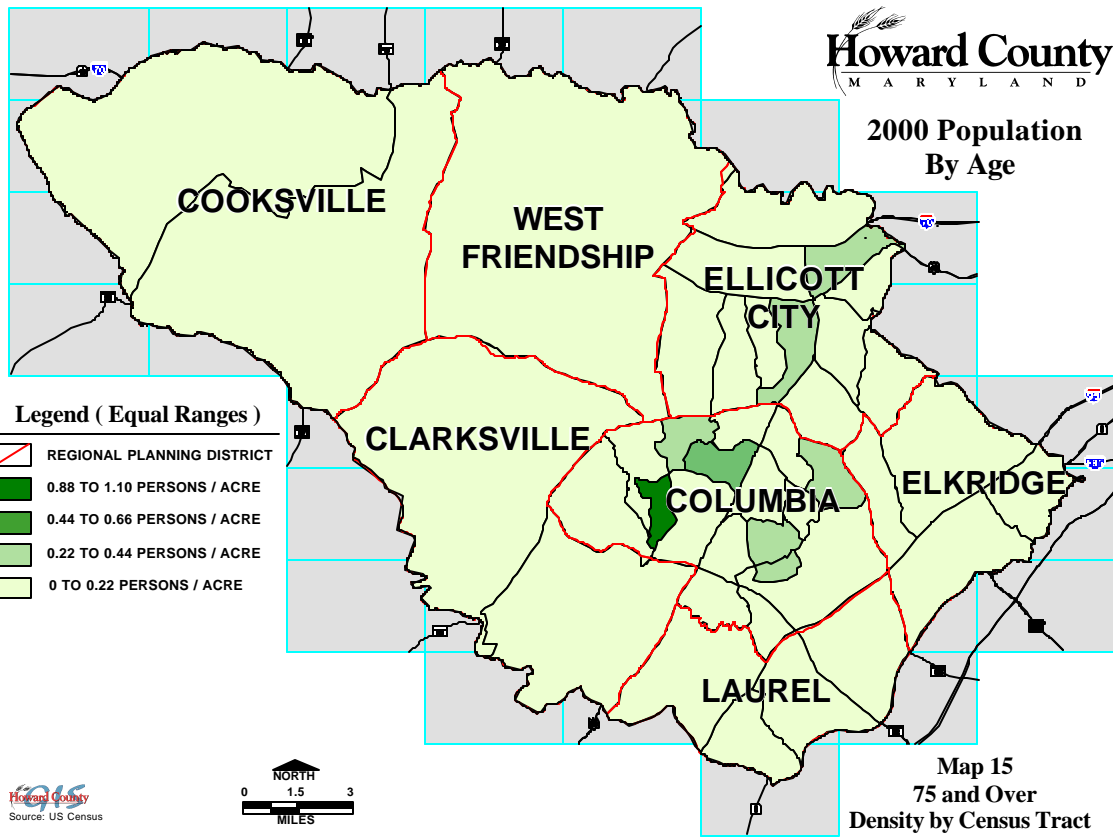 Howard County
MARYLAND
2000 Population
By Age
COOKSVILLE
WEST
FRIENDSHIP
ELLICOTT
CITY
CLARKSVILLE
COLUMBIA
ELKRIDGE
LAUREL
Legend ( Equal Ranges )
REGIONAL PLANNING DISTRICT
0.88 TO 1.10 PERSONS / ACRE
0.44 TO 0.66 PERSONS / ACRE
0.22 TO 0.44 PERSONS / ACRE
0 TO 0.22 PERSONS / ACRE
Howard County
GIS
Source: US Census
NORTH
0 1.5 3
MILES
Map 15
75 and Over
Density by Census Tract